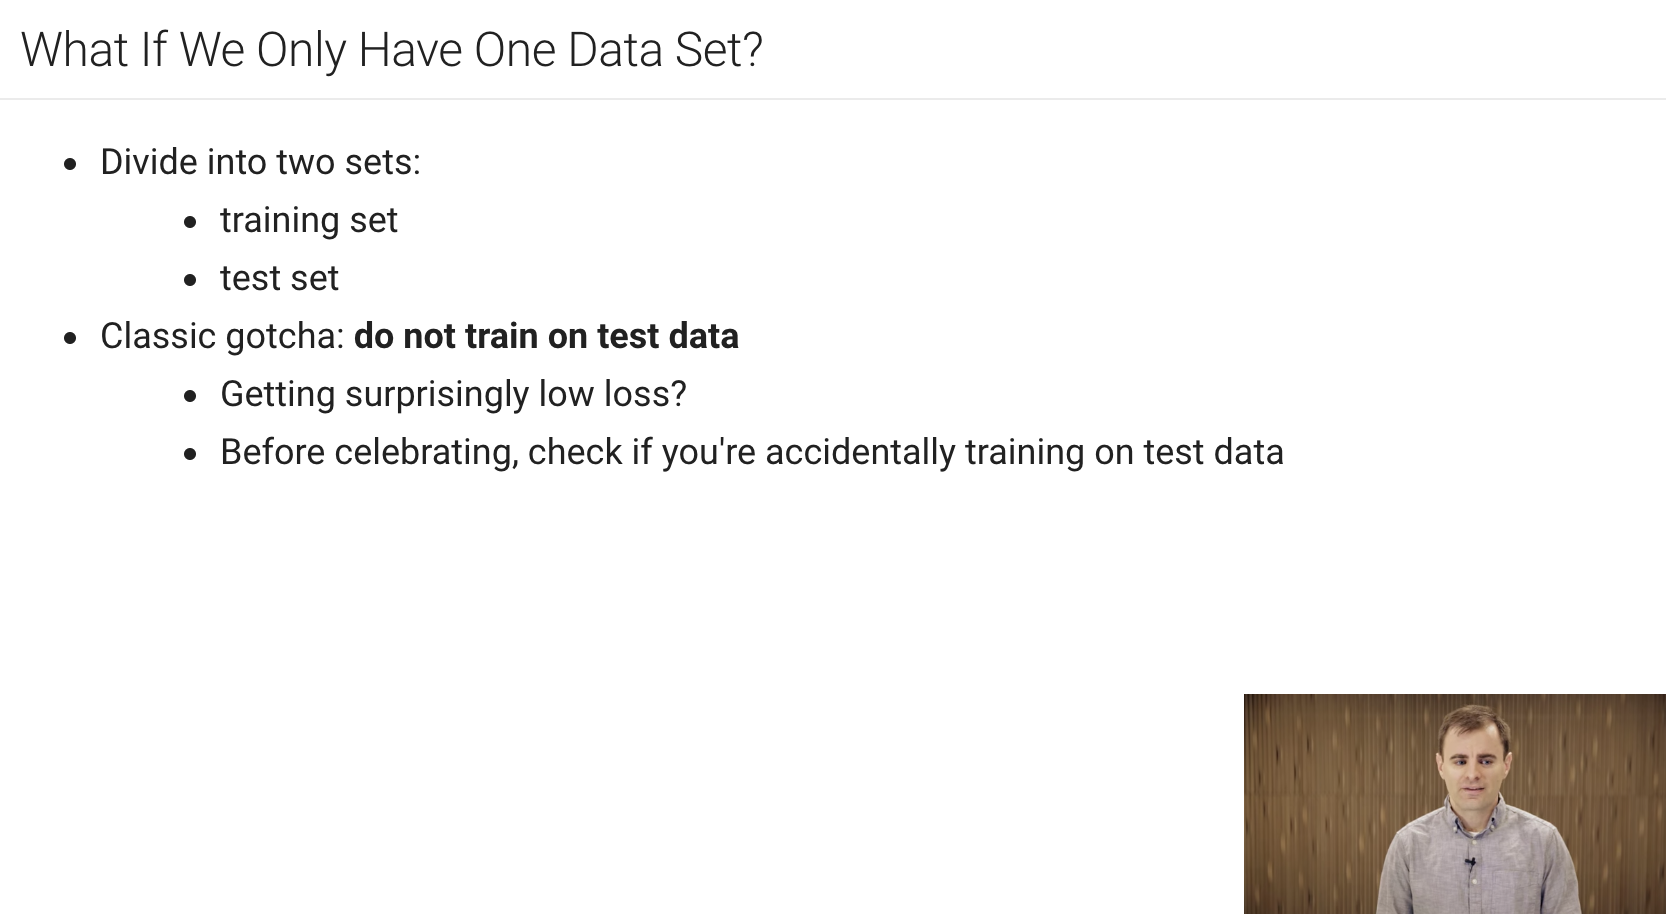 What If We Only Have One Data Set?
Divide into two sets:
training set
test set
Classic gotcha: do not train on test data
Getting surprisingly low loss?
Before celebrating, check if you're accidentally training on test data